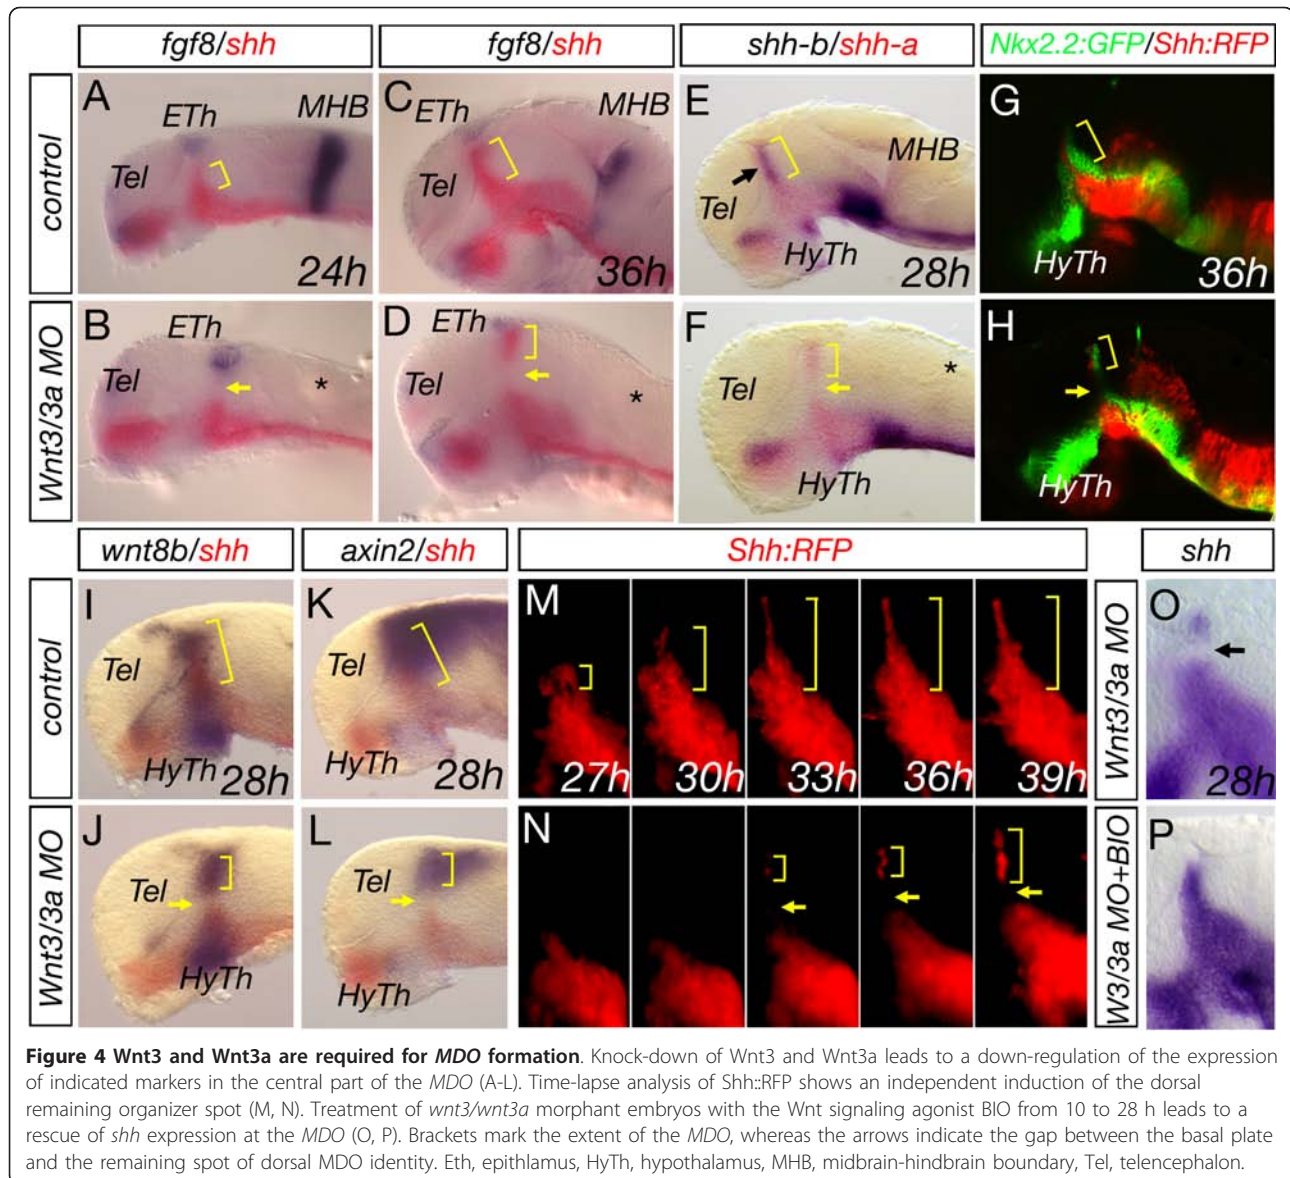 fgf8/shh
fgf8/shh
shh-b/shh-a
Nkx2.2:GFP/Shh:RFP
control
A
ETh
MHB
Tel
24h
C
ETh
MHB
Tel
36h
E
MHB
Tel
HyTh
28h
G
HyTh
36h
Wnt3/3a MO
B
ETh
Tel
*
D
ETh
Tel
*
F
Tel
*
HyTh
H
HyTh
wnt8b/shh
axin2/shh
Shh:RFP
shh
control
I
Tel
HyTh
28h
K
Tel
HyTh
28h
M
27h
30h
33h
36h
39h
Wnt3/3a MO
O
28h
Wnt3/3a MO
J
Tel
HyTh
L
Tel
HyTh
N
W3/3a MO+BIO
P
Figure 4 Wnt3 and Wnt3a are required for MDO formation. Knock-down of Wnt3 and Wnt3a leads to a down-regulation of the expression
of indicated markers in the central part of the MDO (A-L). Time-lapse analysis of Shh::RFP shows an independent induction of the dorsal
remaining organizer spot (M, N). Treatment of wnt3/wnt3a morphant embryos with the Wnt signaling agonist BIO from 10 to 28 h leads to a
rescue of shh expression at the MDO (O, P). Brackets mark the extent of the MDO, whereas the arrows indicate the gap between the basal plate
and the remaining spot of dorsal MDO identity. Eth, epithlamus, HyTh, hypothalamus, MHB, midbrain-hindbrain boundary, Tel, telencephalon.